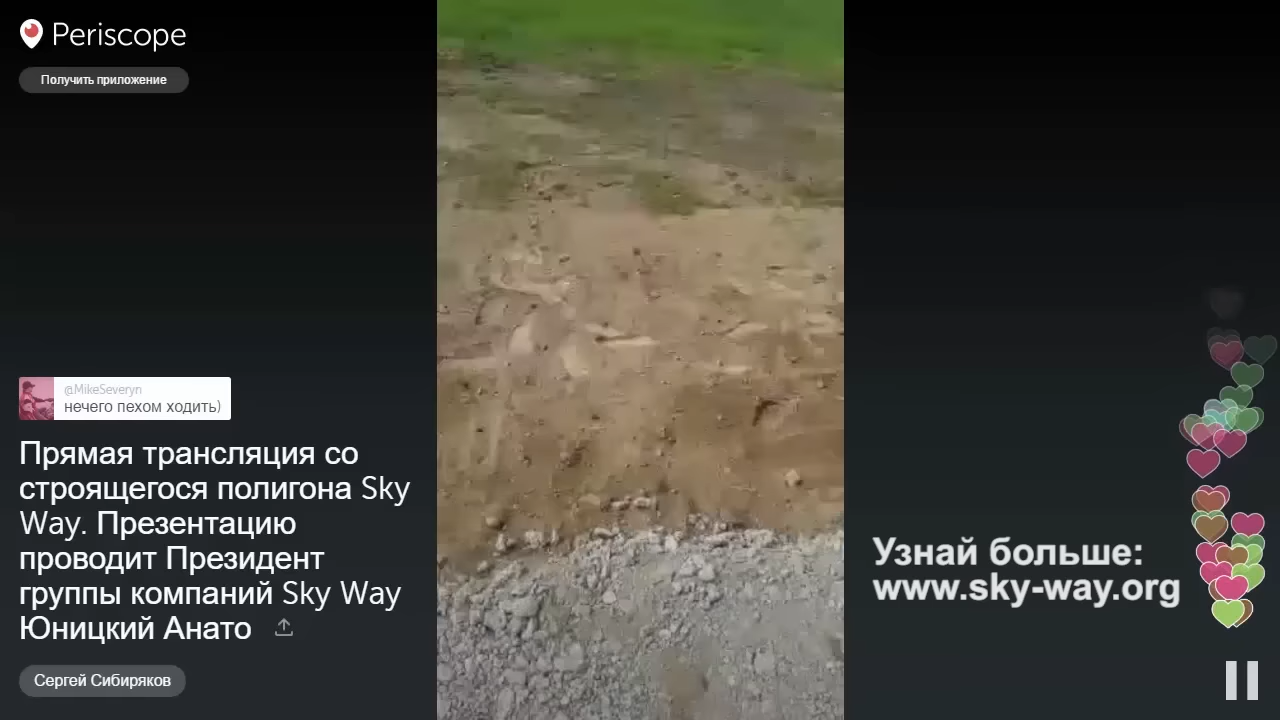 Periscope
Получить приложение
@MikeSeveryn
нечего пехом ходить)
Прямая трансляция со
строящегося полигона Sky
Way. Презентацию
проводит Президент
группы компаний Sky Way
Юницкий Анато
Сергей Сибиряков
Узнай больше:
www.sky-way.org